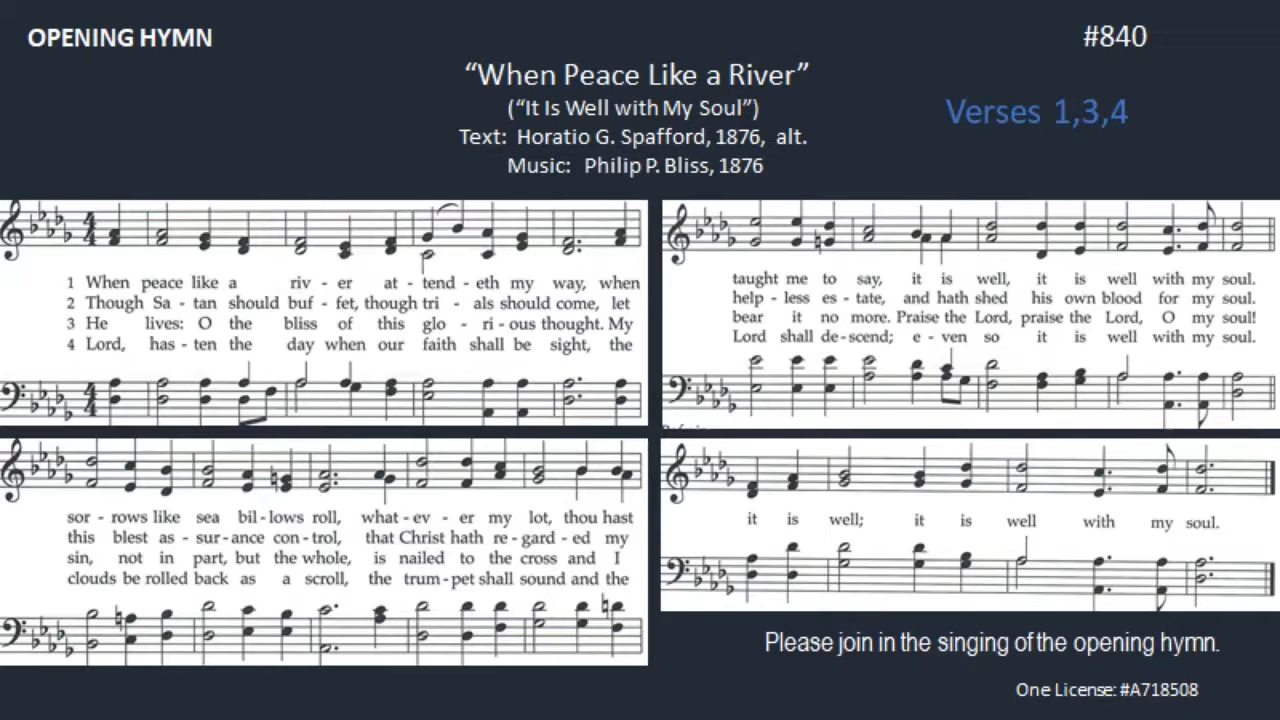 OPENING HYMN
#840
“When Peace Like a River”
(“It Is Well with My Soul”)
Verses 1,3,4
Text: Horatio G. Spafford, 1876, alt.
Music: Philip P. Bliss, 1876
1 When peace like a riv - er at - tend - eth my way, when
2 Though Sa - tan should buf - fet, though tri - als should come, let
3 He lives: O the bliss of this glo - ri - ous thought. My
4 Lord, has - ten the day when our faith shall be sight, the
sor - rows like sea bil - lows roll, what - ev - er my lot, thou hast
this blest as - sur - ance con - trol, that Christ hath re - gard - ed my
sin, not in part, but the whole, is nailed to the cross and I
clouds be rolled back as a scroll, the trum - pet shall sound and the
taught me to say, it is well, it is well with my soul.
help - less es - tate, and hath shed his own blood for my soul.
bear it no more. Praise the Lord, praise the Lord, O my soul!
Lord shall de - scend; e - ven so it is well with my soul.
it is well; it is well with my soul.
Please join in the singing of the opening hymn.
One License: #A718508